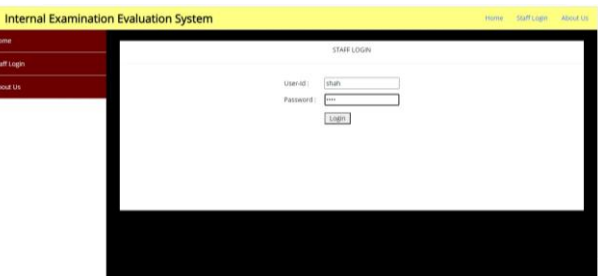 Internal Examination Evaluation System
Home Staff Login About Us
ome
aff Login
bout Us
STAFF LOGIN
User-Id :
shah
Password :
••••
Login